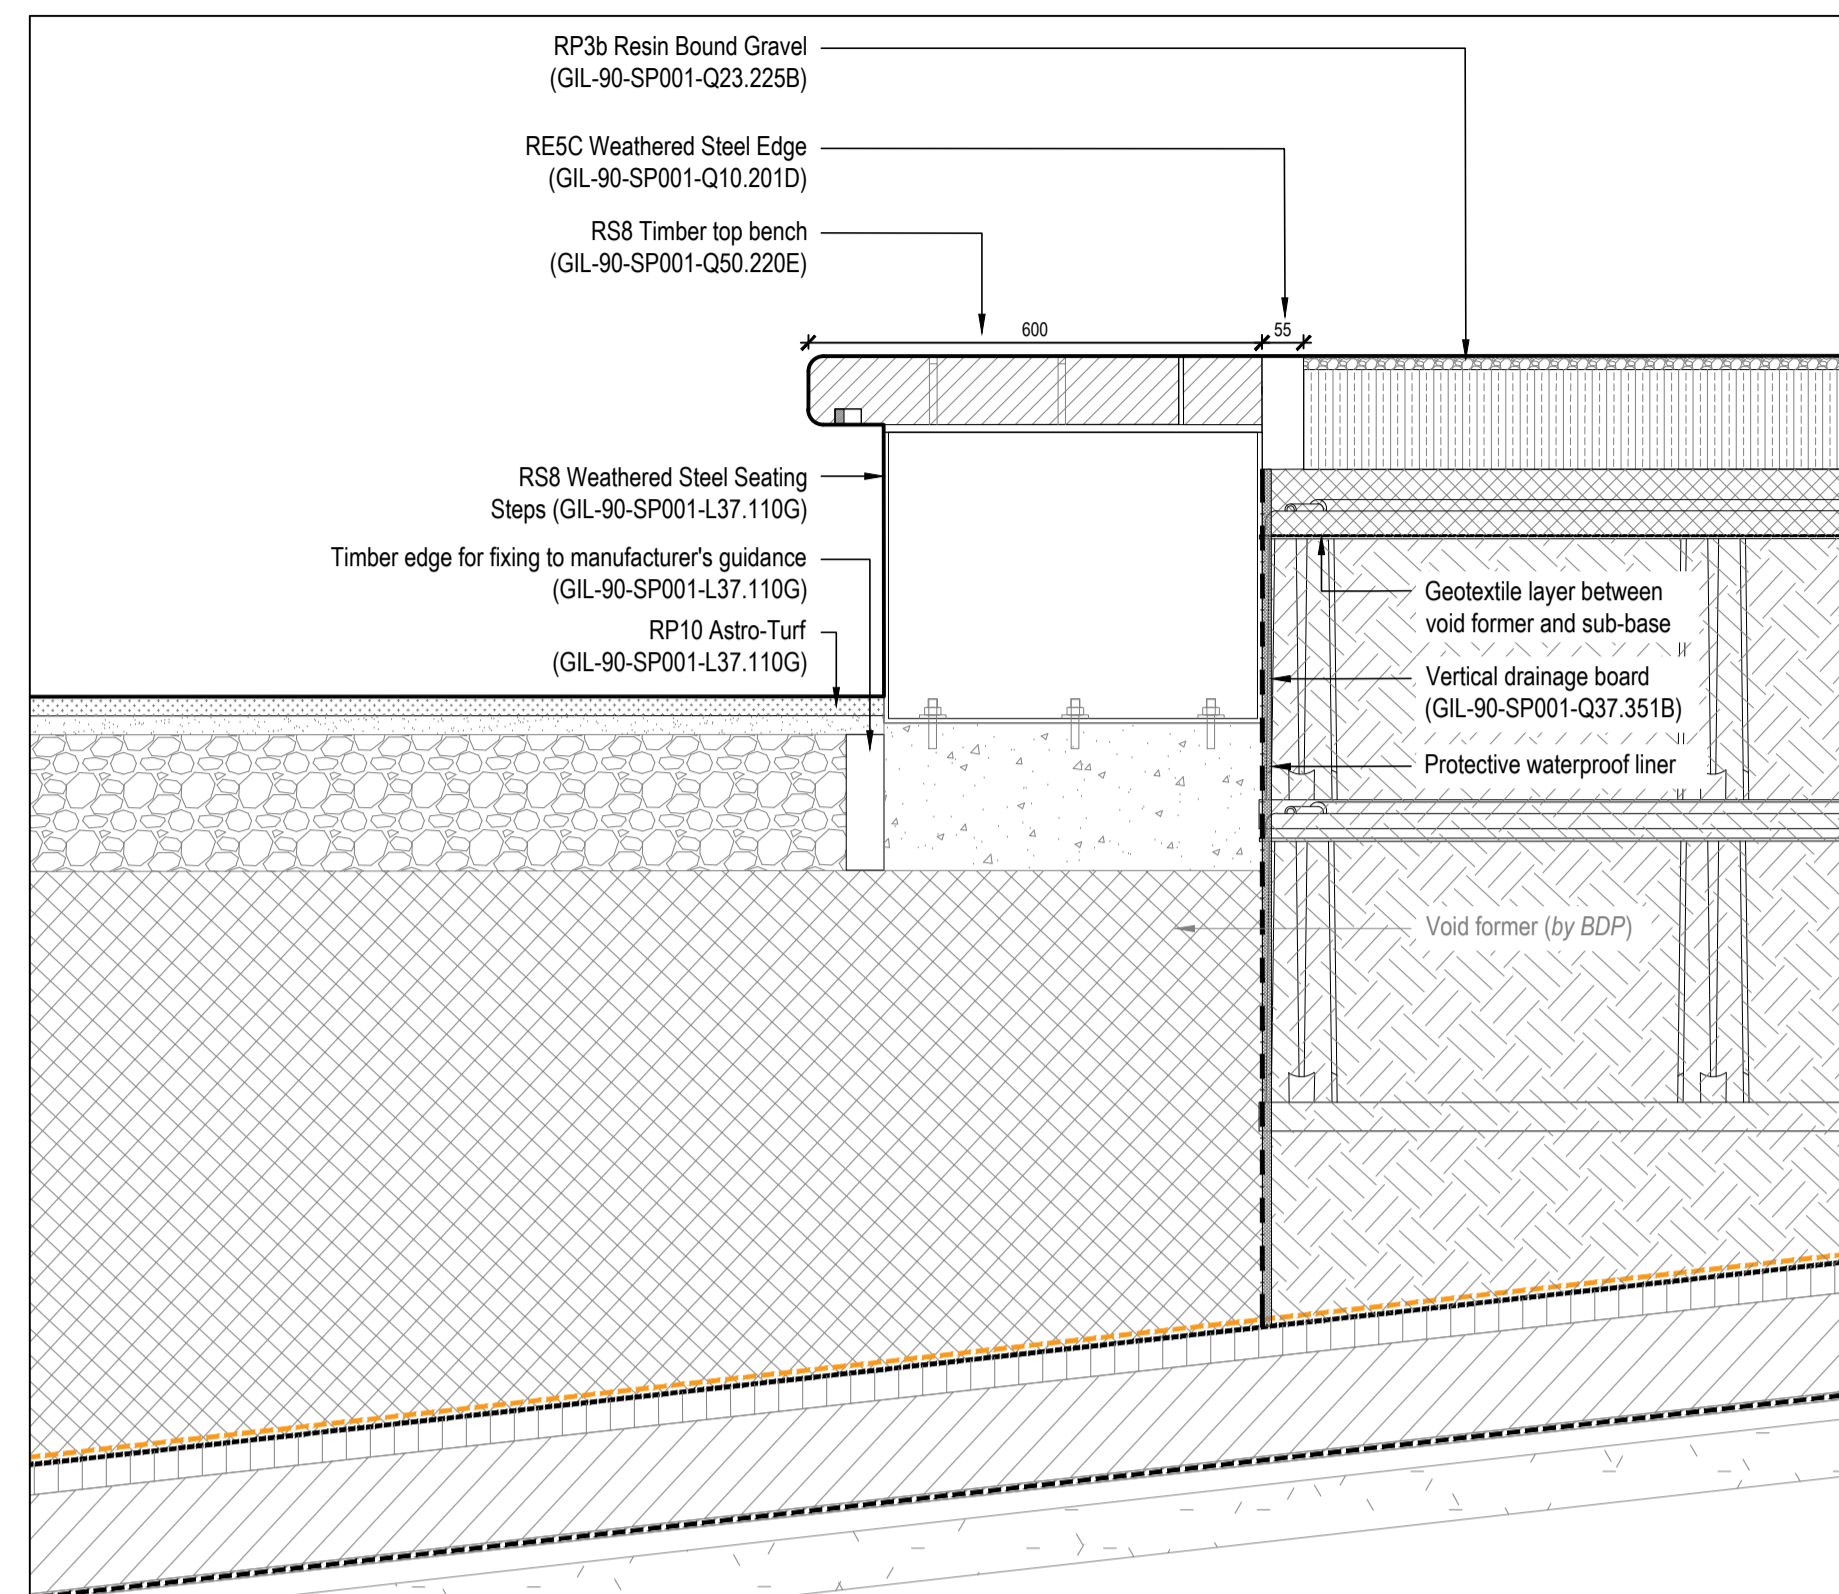 RP3b Resin Bound Gravel
(GIL-90-SP001-Q23.225B)
RE5C Weathered Steel Edge
(GIL-90-SP001-Q10.201D)
RS8 Timber top bench
(GIL-90-SP001-Q50.220E)
600
55
RS8 Weathered Steel Seating
Steps (GIL-90-SP001-L37.110G)
Timber edge for fixing to manufacturer's guidance
(GIL-90-SP001-L37.110G)
RP10 Astro-Turf
(GIL-90-SP001-L37.110G)
Geotextile layer between
void former and sub-base
Vertical drainage board
(GIL-90-SP001-Q37.351B)
Protective waterproof liner
Void former (by BDP)